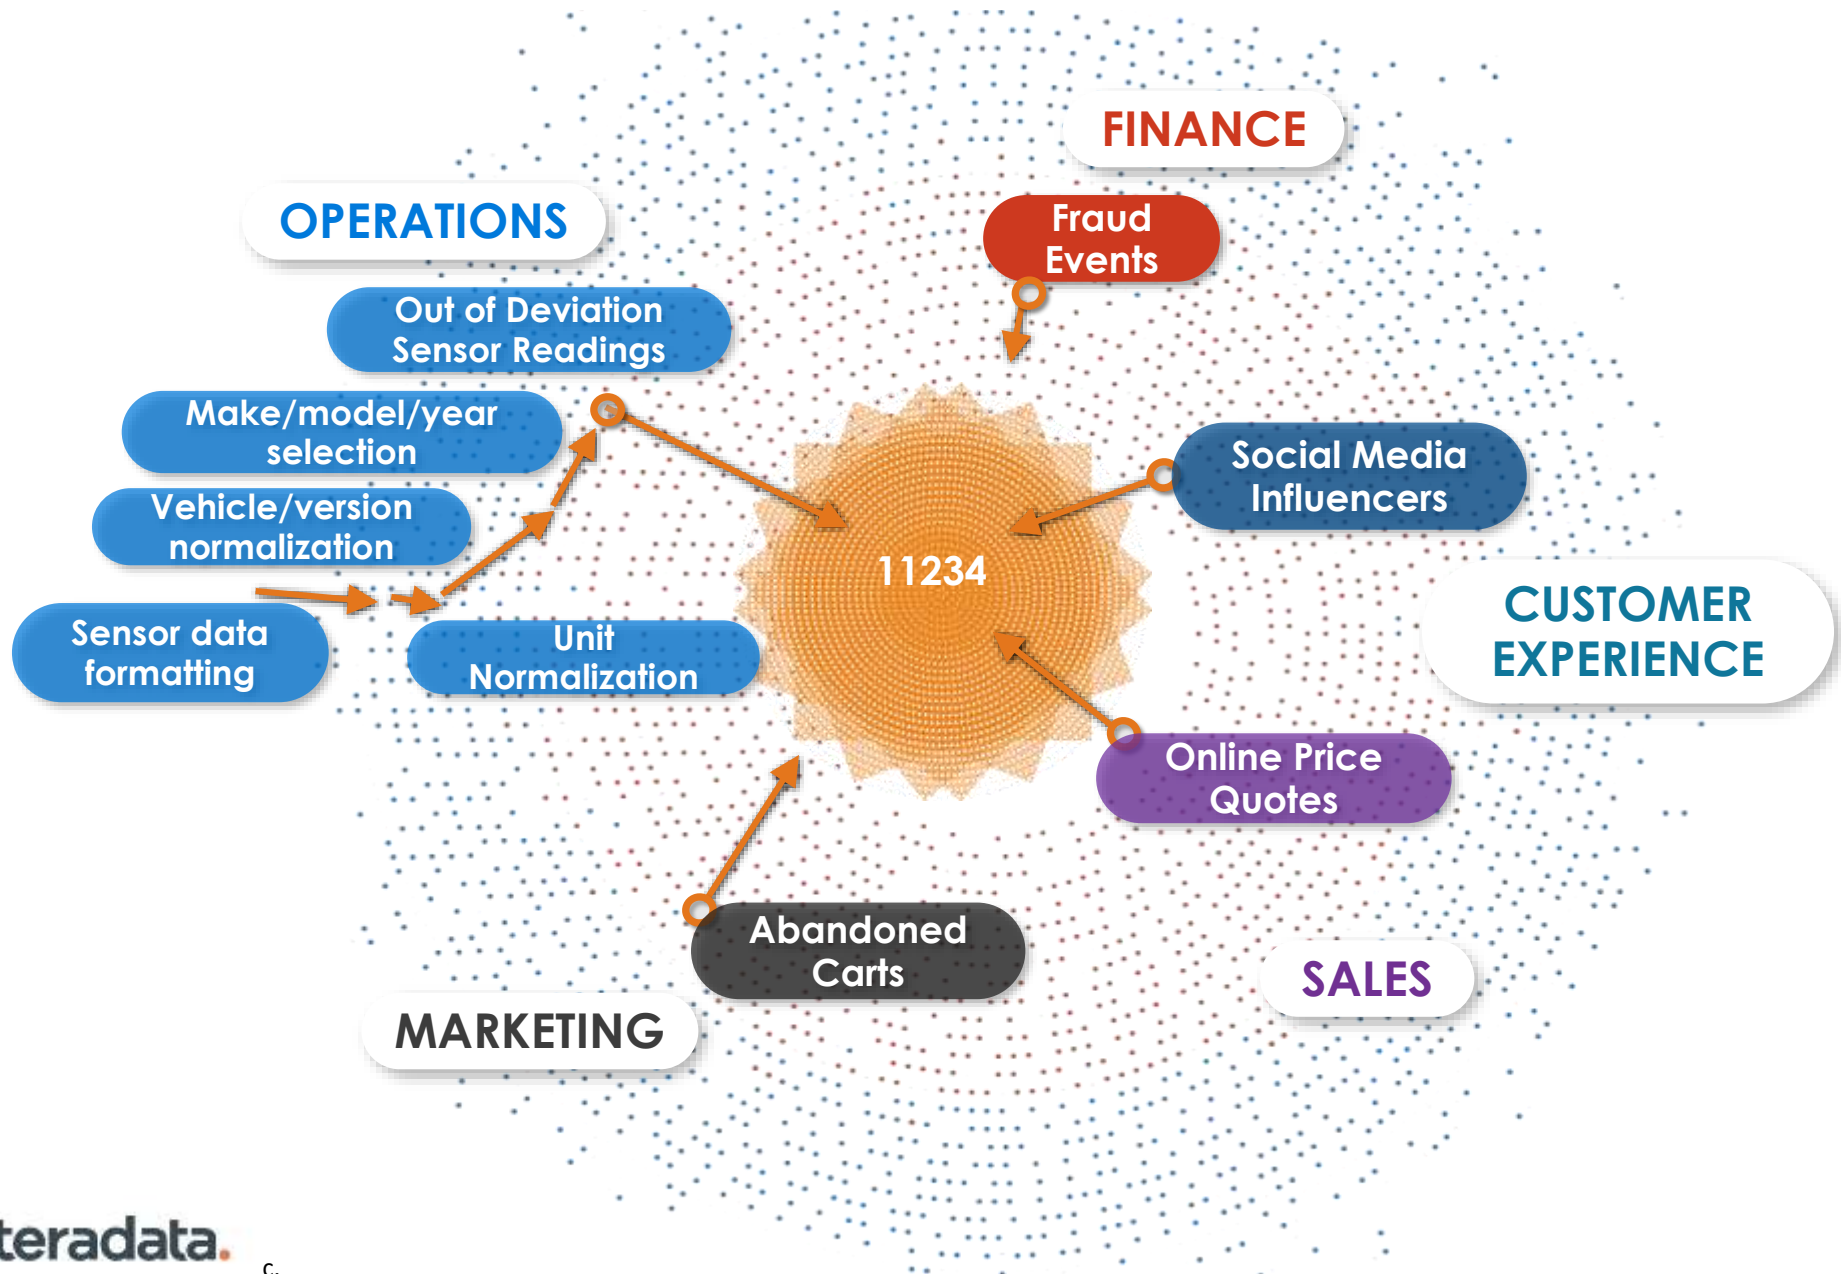 FINANCE
Fraud
Events
OPERATIONS
Out of Deviation
Sensor Readings
Make/model/year
selection
Vehicle/version
normalization
Sensor data
formatting
Unit
Normalization
11234
Social Media
Influencers
CUSTOMER
EXPERIENCE
Online Price
Quotes
Abandoned
Carts
SALES
MARKETING
teradata.
c.